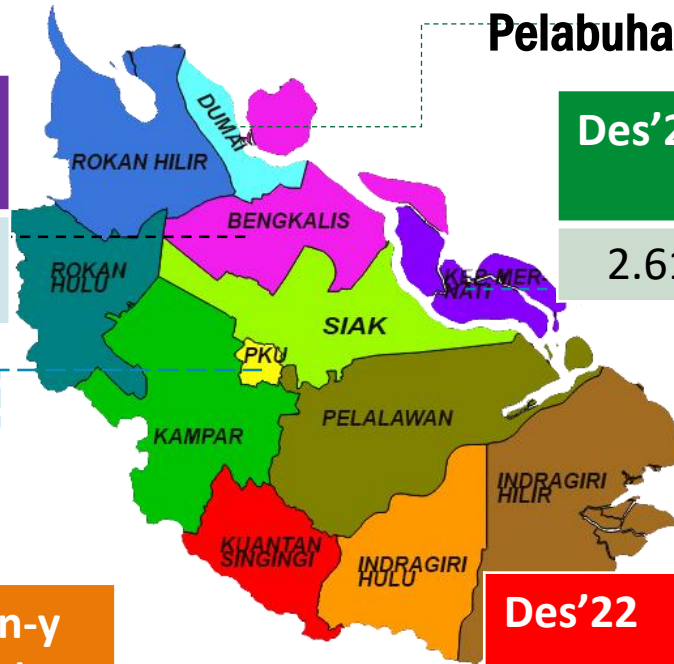 Pelabuha
Des'2
2.61
DUMAI
ROKAN HILIR
BENGKALIS
ROKAN
HULU
KEP.MER-
NATI
SIAK
PKU
PELALAWAN
KAMPAR
INDRAGIRI
HILIR
KUANTAN
SINGINGI
INDRAGIRI
HULU
n-y
Des'22